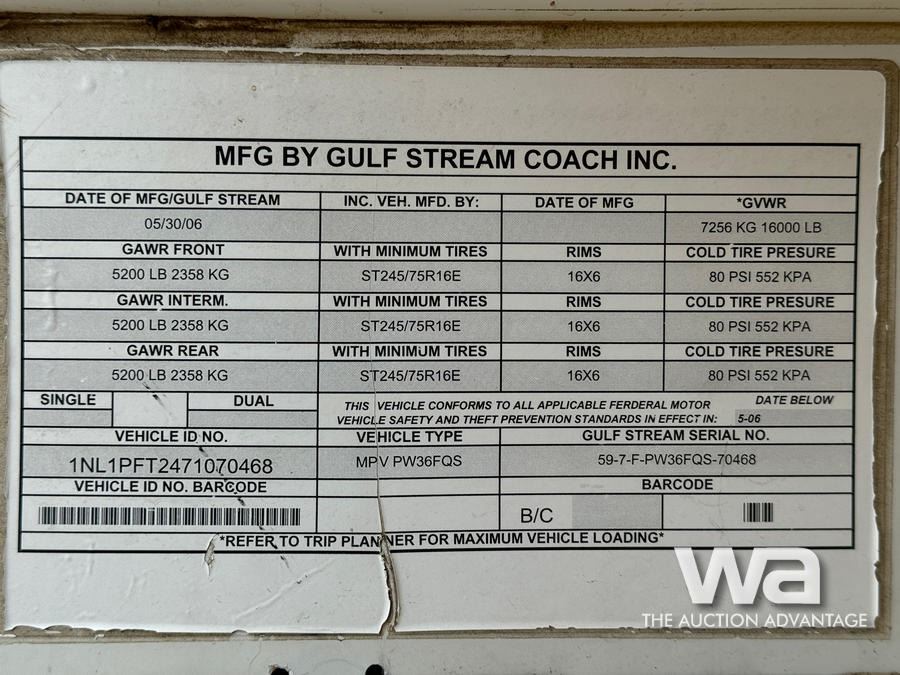 MFG BY GULF STREAM COACH INC.
DATE OF MFG/GULF STREAM INC. VEH. MFD. BY: DATE OF MFG *GVWR
05/30/06 7256 KG 16000 LB
GAWR FRONT WITH MINIMUM TIRES RIMS COLD TIRE PRESURE
5200 LB 2358 KG ST245/75R16E 16X6 80 PSI 552 KPA
GAWR INTERM. WITH MINIMUM TIRES RIMS COLD TIRE PRESURE
5200 LB 2358 KG ST245/75R16E 16X6 80 PSI 552 KPA
GAWR REAR WITH MINIMUM TIRES RIMS COLD TIRE PRESURE
5200 LB 2358 KG ST245/75R16E 16X6 80 PSI 552 KPA
SINGLE DUAL THIS VEHICLE CONFORMS TO ALL APPLICABLE FERDERAL MOTOR DATE BELOW
VEHICLE SAFETY AND THEFT PREVENTION STANDARDS IN EFFECT IN: 5-06
VEHICLE ID NO. VEHICLE TYPE GULF STREAM SERIAL NO.
1NL1PFT2471070468 MPV PW36FQS 59-7-F-PW36FQS-70468
VEHICLE ID NO. BARCODE BARCODE
B/C
*REFER TO TRIP PLANNER FOR MAXIMUM VEHICLE LOADING*
wa
THE AUCTION ADVANTAGE